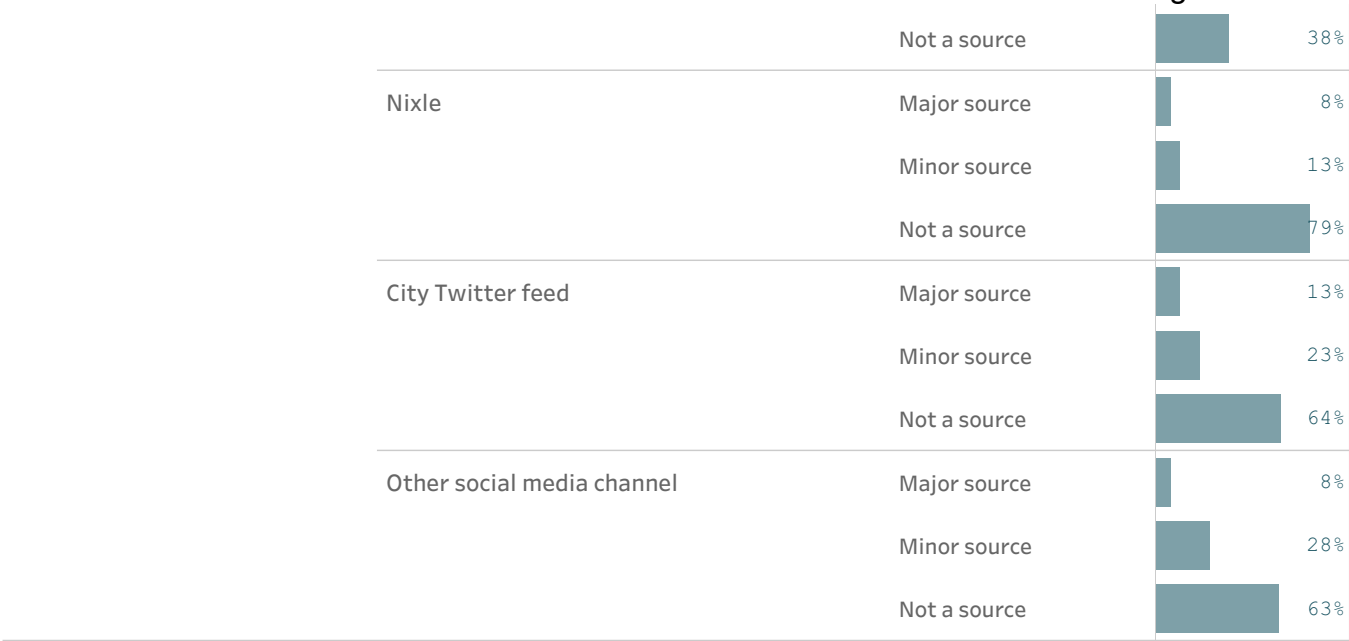 Not a source 38%
Nixle Major source 8%
Minor source 13%
Not a source 79%
City Twitter feed Major source 13%
Minor source 23%
Not a source 64%
Other social media channel Major source 8%
Minor source 28%
Not a source 63%